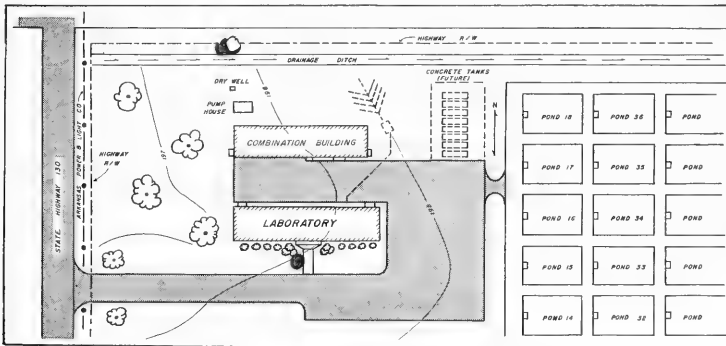 HIGHWAY R/W
DRAINAGE DITCH
DRY WELL
PUMP
HOUSE
CONCRETE TANKS
(FUTURE)
N
COMBINATION BUILDING
LABORATORY
STATE HIGHWAY 130
ARKANSAS POWER & LIGHT CO.
HIGHWAY
R/W
POND 18
POND 36
POND
POND 17
POND 35
POND
POND 16
POND 34
POND
POND 15
POND 33
POND
POND 14
POND 32
POND